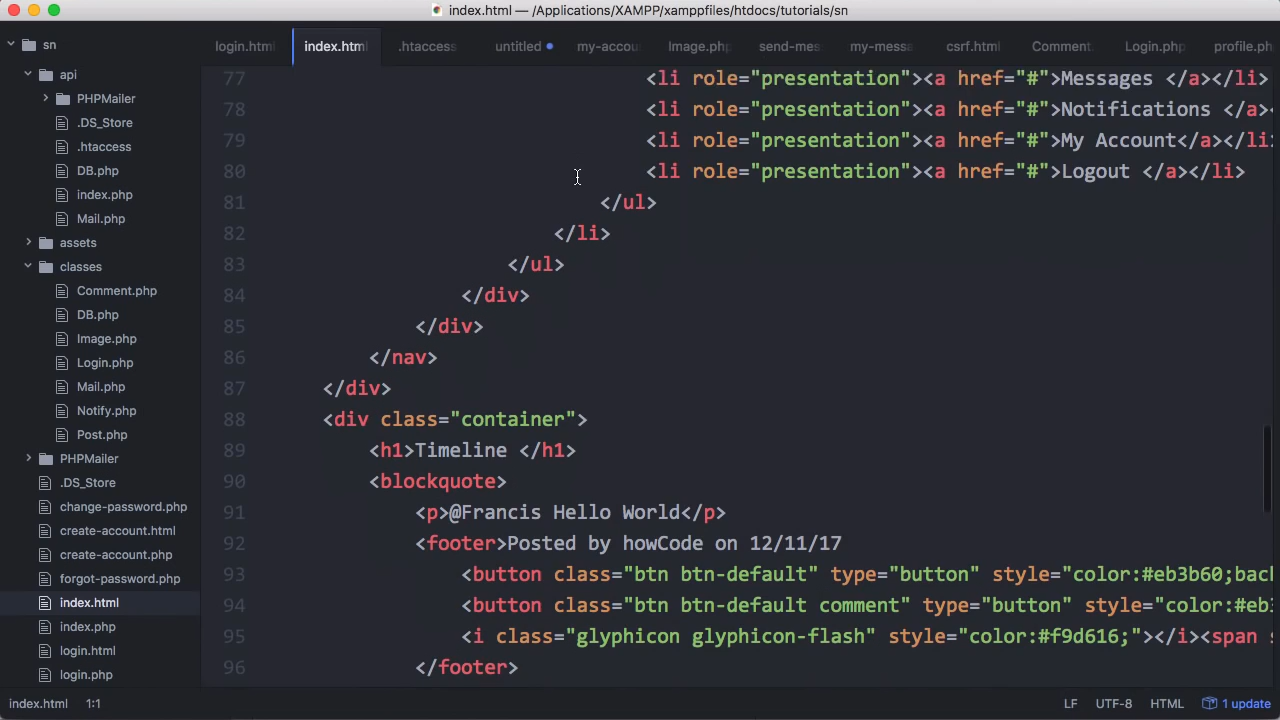 index.html — /Applications/XAMPP/xamppfiles/htdocs/tutorials/sn
sn
api
PHPMailer
.DS_Store
.htaccess
DB.php
index.php
Mail.php
assets
classes
Comment.php
DB.php
Image.php
Login.php
Mail.php
Notify.php
Post.php
PHPMailer
.DS_Store
change-password.php
create-account.html
create-account.php
forgot-password.php
index.html
index.php
login.html
login.php
login.html index.html .htaccess untitled my-accou Image.php send-mes my-messa csrf.html Comment. Login.php profile.ph
77 <li role="presentation"><a href="#">Messages </a></li>
78 <li role="presentation"><a href="#">Notifications </a><
79 <li role="presentation"><a href="#">My Account</a></li>
80 <li role="presentation"><a href="#">Logout </a></li>
81 </ul>
82 </li>
83 </ul>
84 </div>
85 </div>
86 </nav>
87 </div>
88 <div class="container">
89 <h1>Timeline </h1>
90 <blockquote>
91 <p>@Francis Hello World</p>
92 <footer>Posted by howCode on 12/11/17
93 <button class="btn btn-default" type="button" style="color:#eb3b60;back
94 <button class="btn btn-default comment" type="button" style="color:#eb3
95 <i class="glyphicon glyphicon-flash" style="color:#f9d616;"></i><span s
96 </footer>
index.html 1:1 LF UTF-8 HTML 1 update